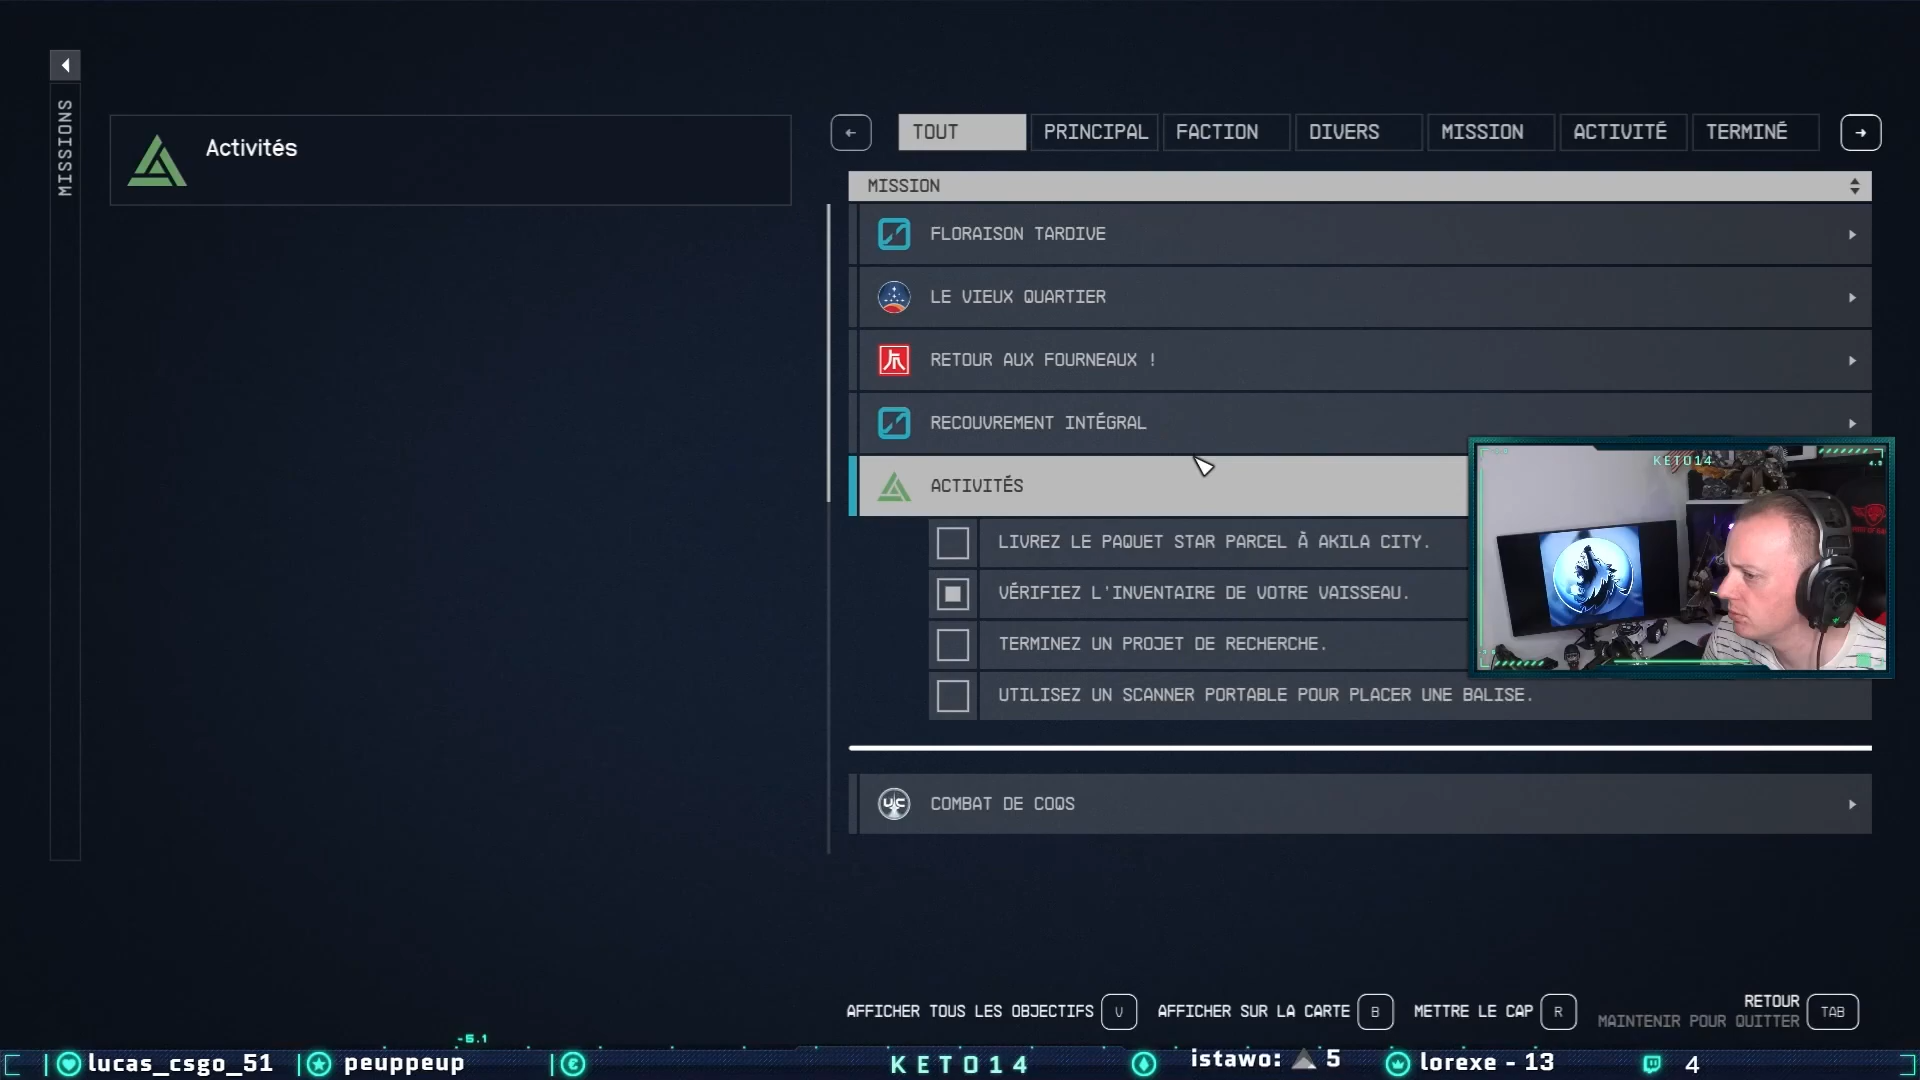 MISSIONS
Activités
TOUT
PRINCIPAL
FACTION
DIVERS
MISSION
ACTIVITÉ
TERMINÉ
MISSION
FLORAISON TARDIVE
LE VIEUX QUARTIER
RETOUR AUX FOURNEAUX !
RECOUVREMENT INTÉGRAL
ACTIVITÉS
LIVREZ LE PAQUET STAR PARCEL À AKILA CITY.
VÉRIFIEZ L'INVENTAIRE DE VOTRE VAISSEAU.
TERMINEZ UN PROJET DE RECHERCHE.
UTILISEZ UN SCANNER PORTABLE POUR PLACER UNE BALISE.
KETO14
UC COMBAT DE COQS
AFFICHER TOUS LES OBJECTIFS V
AFFICHER SUR LA CARTE B
METTRE LE CAP R
RETOUR
MAINTENIR POUR QUITTER
TAB
-5.1
lucas_csgo_51
peuppeup
KETO14
istawo: 5
lorexe - 13
4